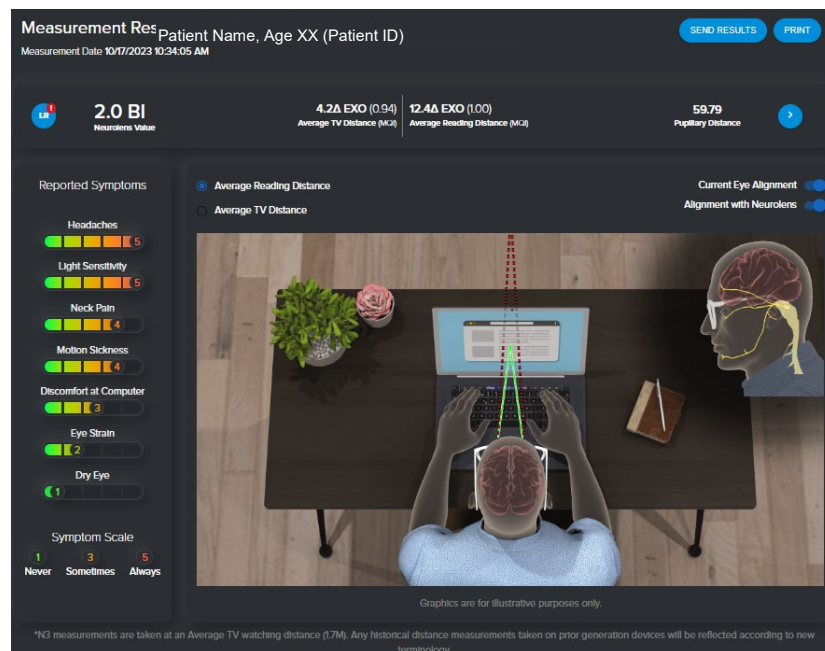 Measurement Res
Patient Name, Age XX (Patient ID)
SEND RESULTS
PRINT
Measurement Date 10/17/2023 10:34:05 AM
LR !
2.0 BI
Neurolens Value
4.2Δ EXO (0.94)
Average TV Distance (MQI)
12.4Δ EXO (1.00)
Average Reading Distance (MQI)
59.79
Pupillary Distance
Reported Symptoms
Headaches
5
Light Sensitivity
5
Neck Pain
4
Motion Sickness
4
Discomfort at Computer
3
Eye Strain
2
Dry Eye
1
Symptom Scale
1 3 5
Never Sometimes Always
Average Reading Distance
Average TV Distance
Current Eye Alignment
Alignment with Neurolens
Graphics are for illustrative purposes only.
*N3 measurements are taken at an Average TV watching distance (1.7M). Any historical distance measurements taken on prior generation devices will be reflected according to new
terminology